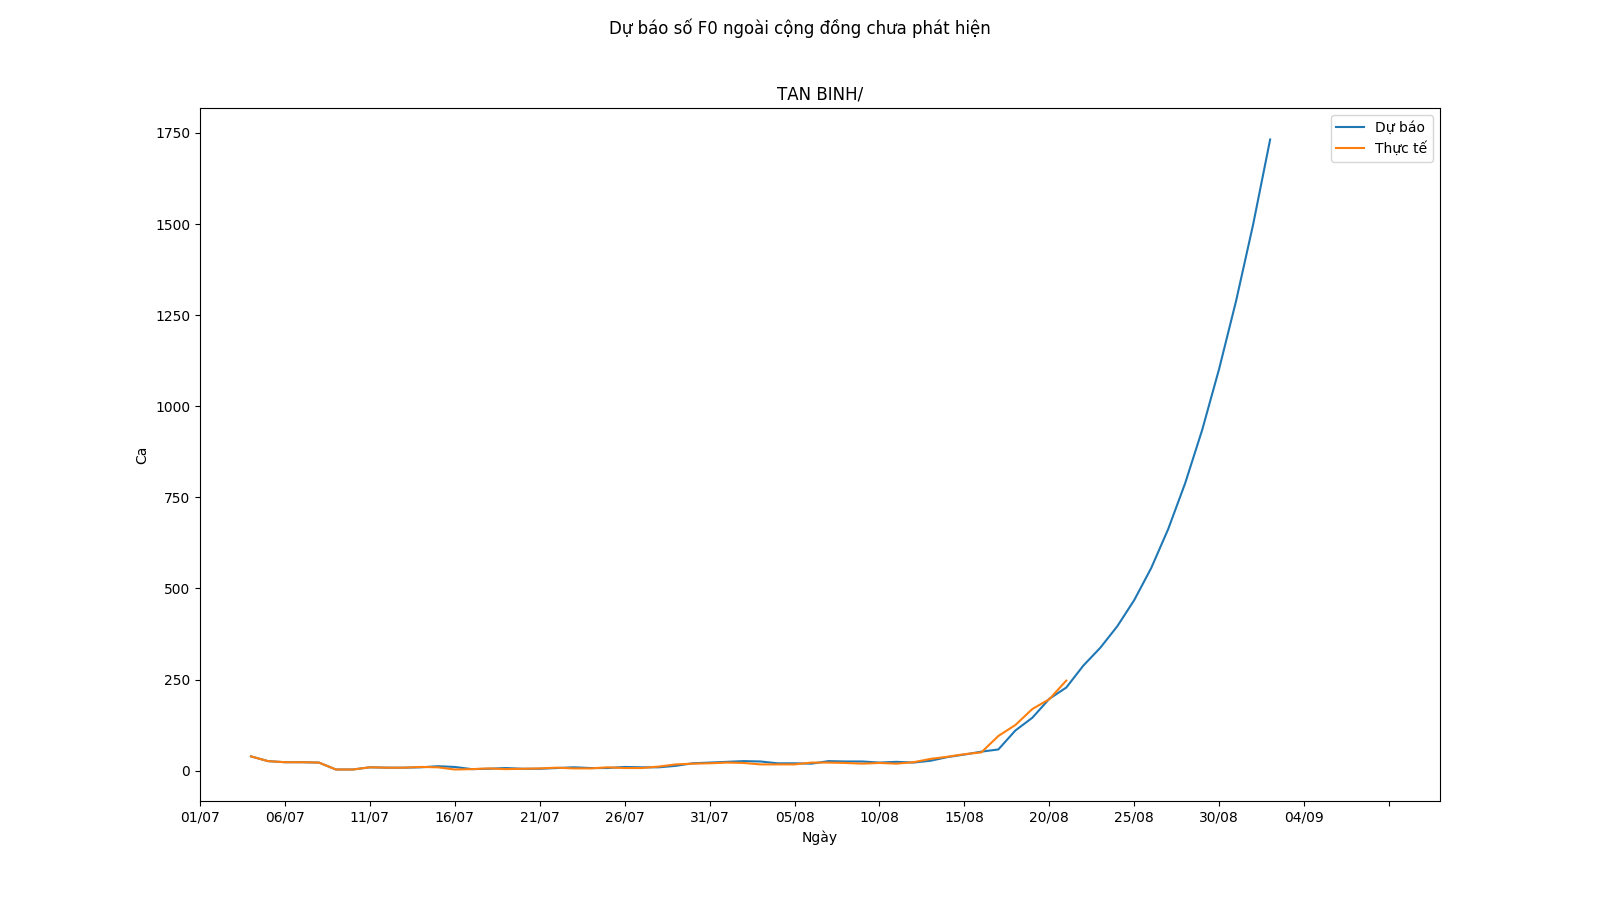 Dự báo số F0 ngoài cộng đồng chưa phát hiện
TAN BINH/
Dự báo
Thực tế
1750
1500
1250
1000
750
500
250
0
Ca
01/07 06/07 11/07 16/07 21/07 26/07 31/07 05/08 10/08 15/08 20/08 25/08 30/08 04/09
Ngày